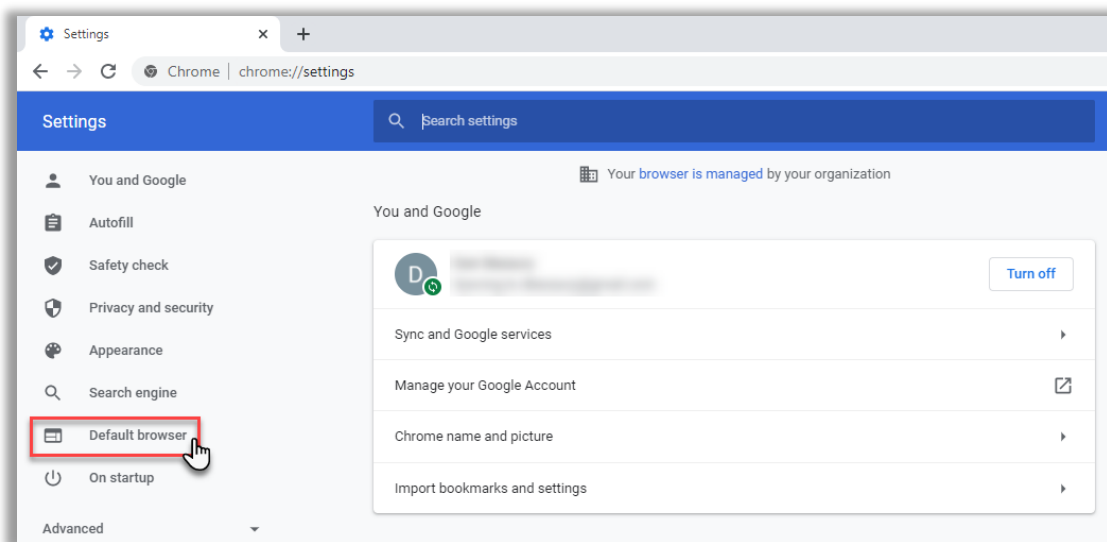 Settings
Chrome | chrome://settings
Settings
Search settings
Your browser is managed by your organization
You and Google
Autofill
Safety check
Privacy and security
Appearance
Search engine
Default browser
On startup
Advanced
You and Google
D
Turn off
Sync and Google services
Manage your Google Account
Chrome name and picture
Import bookmarks and settings